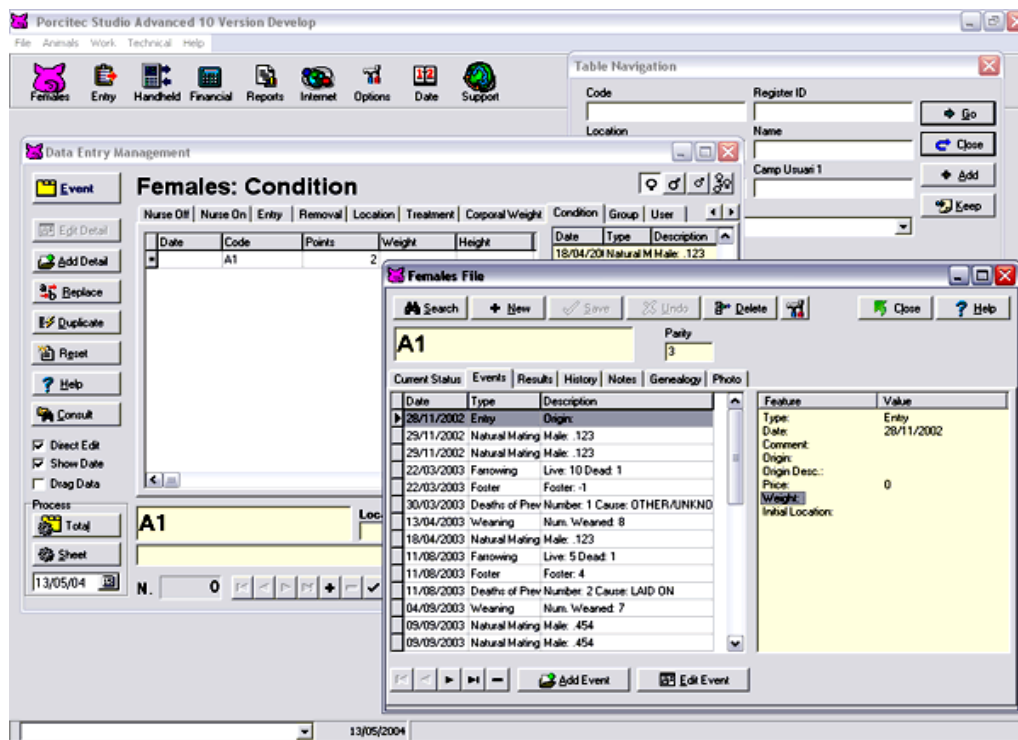 Porcitec Studio Advanced 10 Version Develop
File Animals Work Technical Help
Females Entry Handheld Financial Reports Internet Options Date Support
Table Navigation
Code Register ID
Go
Location Name
Close
Camp Usuari 1
Add
Keep
Data Entry Management
Event
Females: Condition
Nurse Off Nurse On Entry Removal Location Treatment Corporal Weight Condition Group User
Edit Detail
Date Code Points Weight Height
A1 2
Date Type Description
18/04/20 Natural M Male: .123
Add Detail
Replace
Duplicate
Reset
Help
Consult
Direct Edit
Show Date
Drag Data
Process
Total
Sheet
13/05/04
A1
Loc
N. 0
Females File
Search New Save Undo Delete Close Help
A1
Parity
3
Current Status Events Results History Notes Genealogy Photo
Date Type Description
28/11/2002 Entry Origin:
29/11/2002 Natural Mating Male: .123
29/11/2002 Natural Mating Male: .123
22/03/2003 Farrowing Live: 10 Dead: 1
22/03/2003 Foster Foster: -1
30/03/2003 Deaths of Prev Number: 1 Cause: OTHER/UNKNO
13/04/2003 Weaning Num. Weaned: 8
18/04/2003 Natural Mating Male: .123
11/08/2003 Farrowing Live: 5 Dead: 1
11/08/2003 Foster Foster: 4
11/08/2003 Deaths of Prev Number: 2 Cause: LAID ON
04/09/2003 Weaning Num. Weaned: 7
09/09/2003 Natural Mating Male: .454
09/09/2003 Natural Mating Male: .454
Feature Value
Type: Entry
Date: 28/11/2002
Comment:
Origin:
Origin Desc.:
Price: 0
Weight:
Initial Location:
Add Event Edit Event
13/05/2004